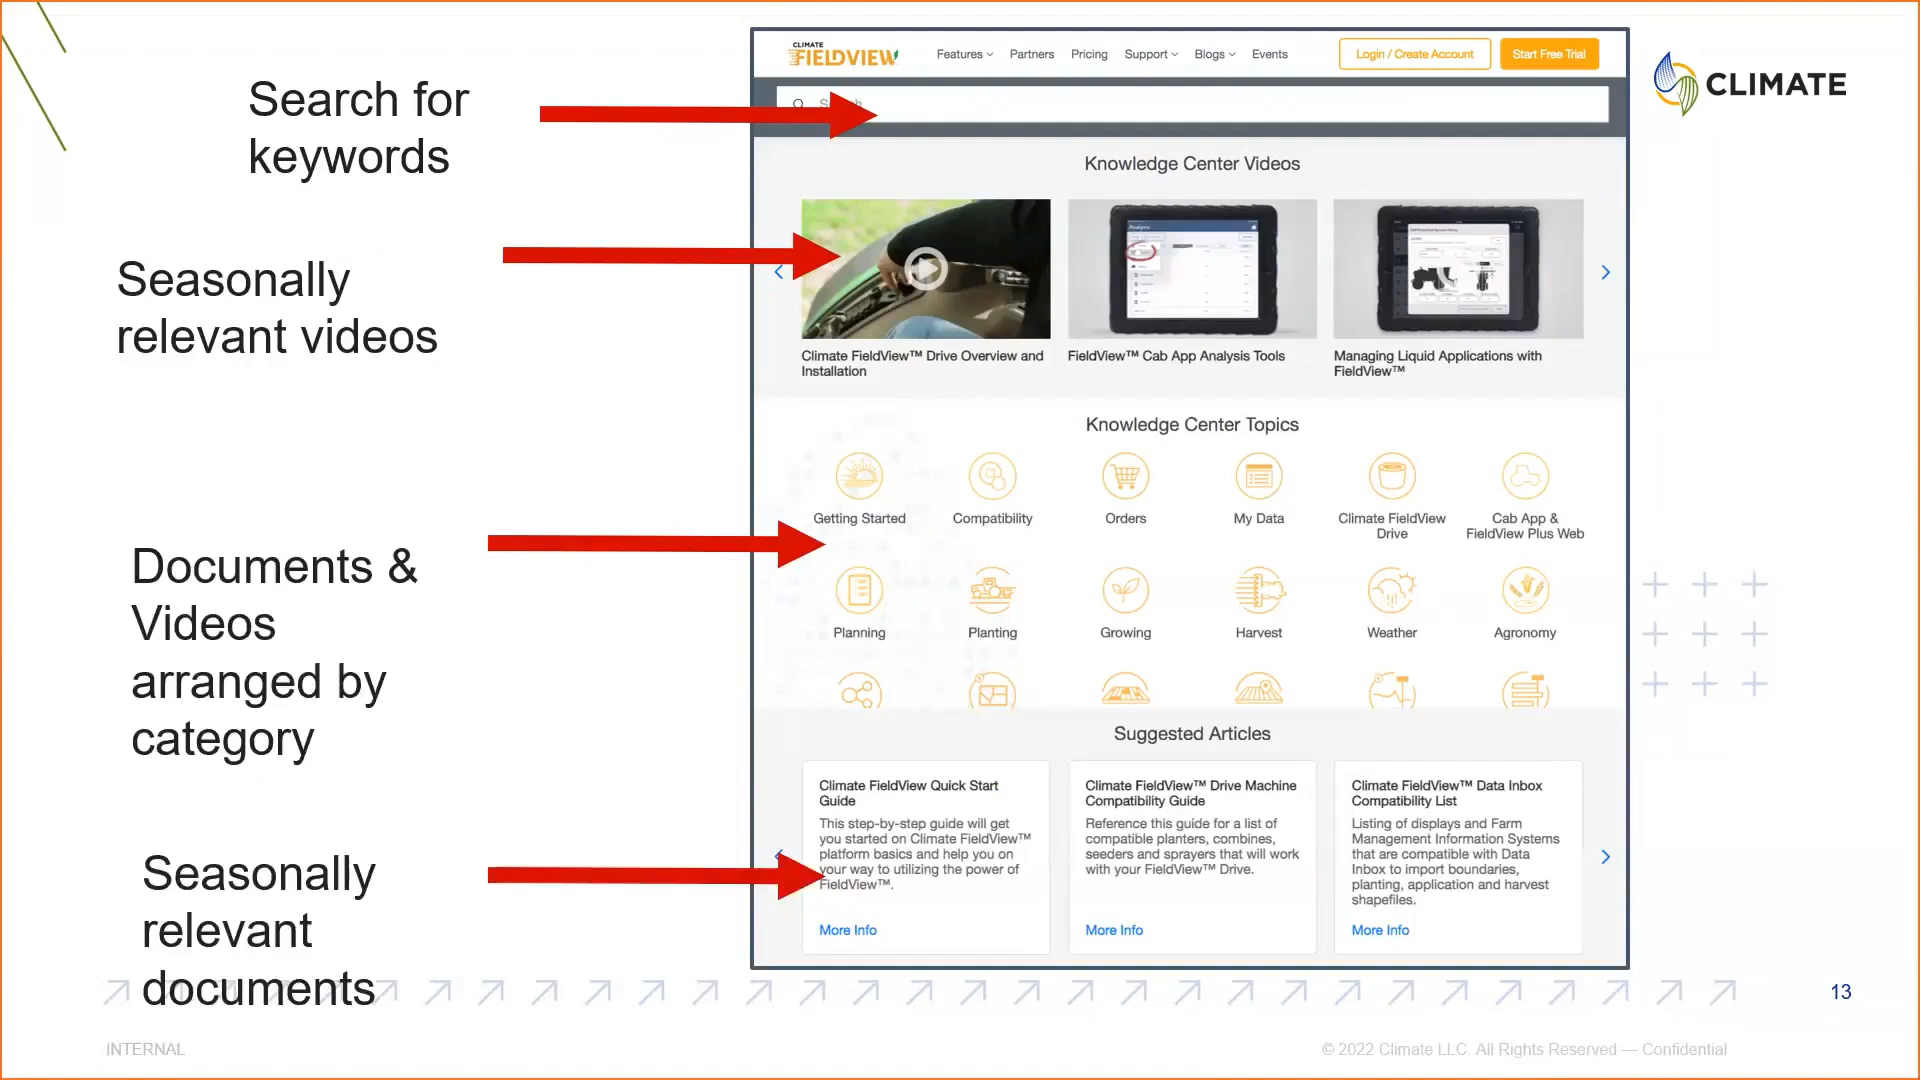 Search for
keywords
Seasonally
relevant videos
Documents &
Videos
arranged by
category
Seasonally
relevant
documents
CLIMATE
FIELDVIEW
Features
Partners
Pricing
Support
Blogs
Events
Login / Create Account
Start Free Trial
Knowledge Center Videos
Analysis
Climate FieldView™ Drive Overview and
Installation
FieldView™ Cab App Analysis Tools
Managing Liquid Applications with
FieldView™
Knowledge Center Topics
Getting Started
Compatibility
Orders
My Data
Climate FieldView
Drive
Cab App &
FieldView Plus Web
Planning
Planting
Growing
Harvest
Weather
Agronomy
Suggested Articles
Climate FieldView Quick Start
Guide
This step-by-step guide will get
you started on Climate FieldView™
platform basics and help you on
your way to utilizing the power of
FieldView™.
More Info
Climate FieldView™ Drive Machine
Compatibility Guide
Reference this guide for a list of
compatible planters, combines,
seeders and sprayers that will work
with your FieldView™ Drive.
More Info
Climate FieldView™ Data Inbox
Compatibility List
Listing of displays and Farm
Management Information Systems
that are compatible with Data
Inbox to import boundaries,
planting, application and harvest
shapefiles.
More Info
CLIMATE
13
INTERNAL
© 2022 Climate LLC. All Rights Reserved — Confidential